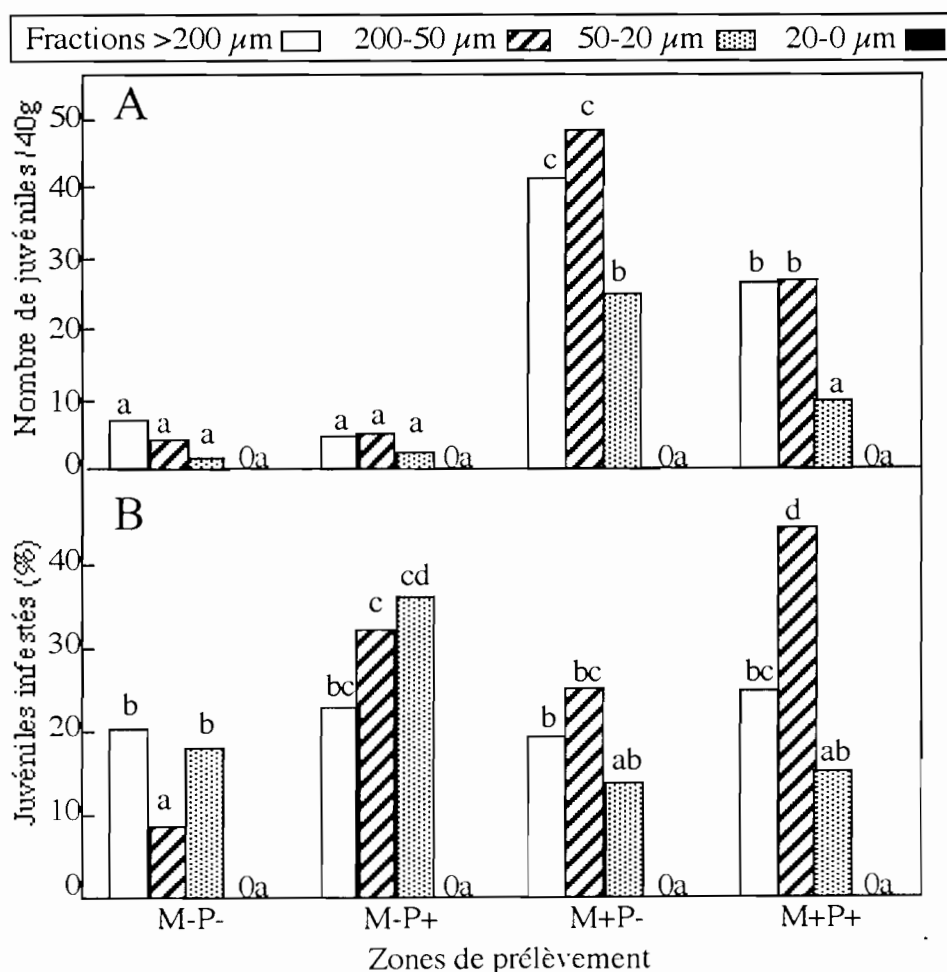 Fractions >200 µm 200-50 µm 50-20 µm 20-0 µm
A
Nombre de juvéniles /40g
50
40
30
20
10
0
a a a 0a
a a a 0a
c c b 0a
b b a 0a
B
Juvéniles infestés (%)
40
30
20
10
0
b a b 0a
bc c cd 0a
b bc ab 0a
bc d ab 0a
M-P- M-P+ M+P- M+P+
Zones de prélèvement